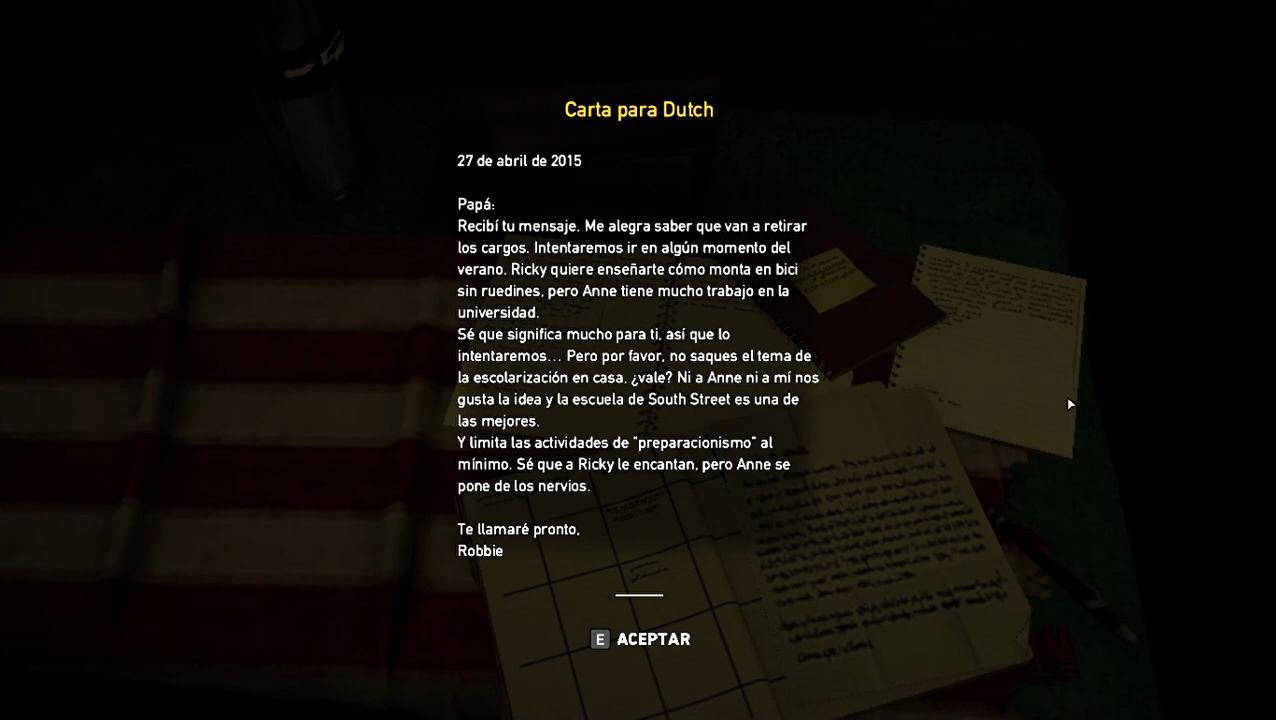 Carta para Dutch
27 de abril de 2015
Papá:
Recibí tu mensaje. Me alegra saber que van a retirar
los cargos. Intentaremos ir en algún momento del
verano. Ricky quiere enseñarte cómo monta en bici
sin ruedines, pero Anne tiene mucho trabajo en la
universidad.
Sé que significa mucho para ti, así que lo
intentaremos... Pero por favor, no saques el tema de
la escolarización en casa, ¿vale? Ni a Anne ni a mí nos
gusta la idea y la escuela de South Street es una de
las mejores.
Y limita las actividades de "preparacionismo" al
mínimo. Sé que a Ricky le encantan, pero Anne se
pone de los nervios.
Te llamaré pronto,
Robbie
E ACEPTAR